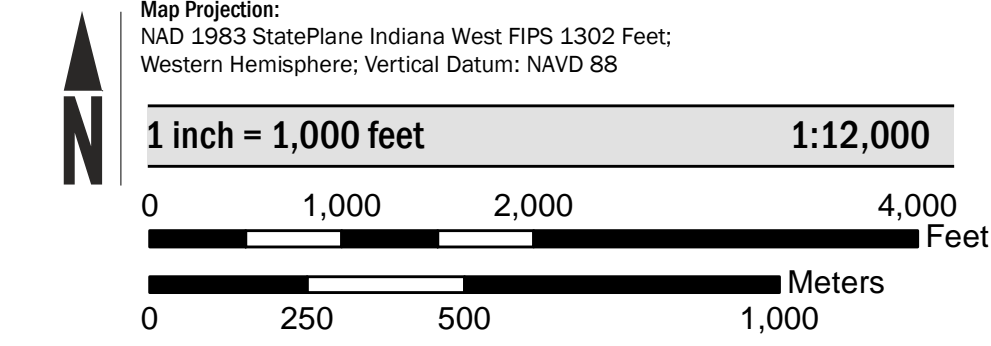 Map Projection:
NAD 1983 StatePlane Indiana West FIPS 1302 Feet;
Western Hemisphere; Vertical Datum: NAVD 88
N
1 inch = 1,000 feet 1:12,000
0 1,000 2,000 4,000
Feet
Meters
0 250 500 1,000